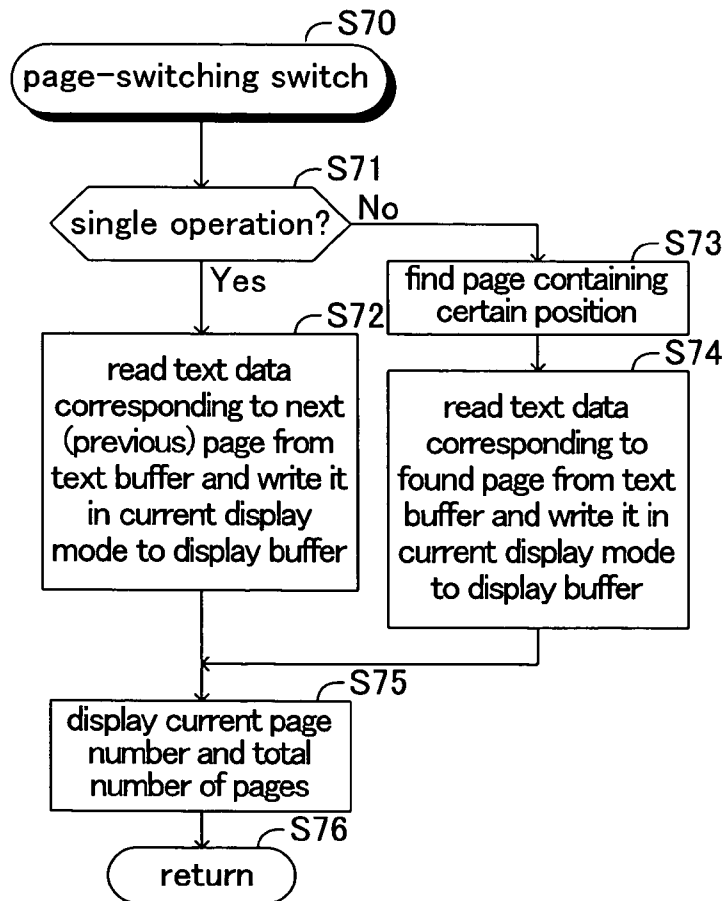 S70
page-switching switch
S71
single operation?
No
Yes
S73
find page containing
certain position
S72
read text data
corresponding to next
(previous) page from
text buffer and write it
in current display
mode to display buffer
S74
read text data
corresponding to
found page from text
buffer and write it in
current display mode
to display buffer
S75
display current page
number and total
number of pages
S76
return